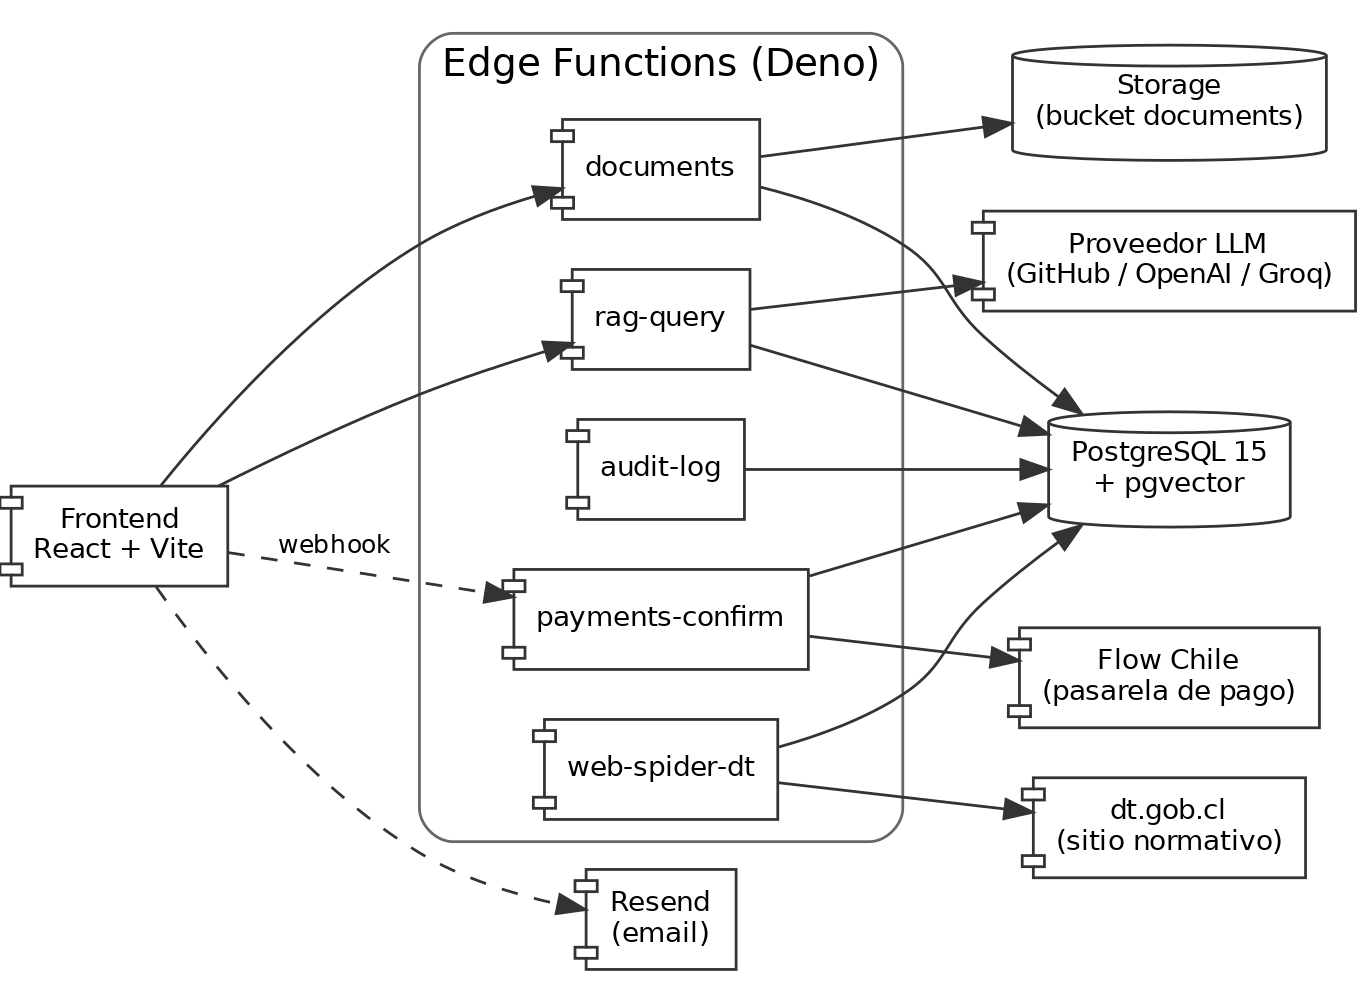 Edge Functions (Deno)
documents
rag-query
audit-log
payments-confirm
web-spider-dt
Frontend
React + Vite
webhook
Resend
(email)
Storage
(bucket documents)
Proveedor LLM
(GitHub / OpenAI / Groq)
PostgreSQL 15
+ pgvector
Flow Chile
(pasarela de pago)
dt.gob.cl
(sitio normativo)